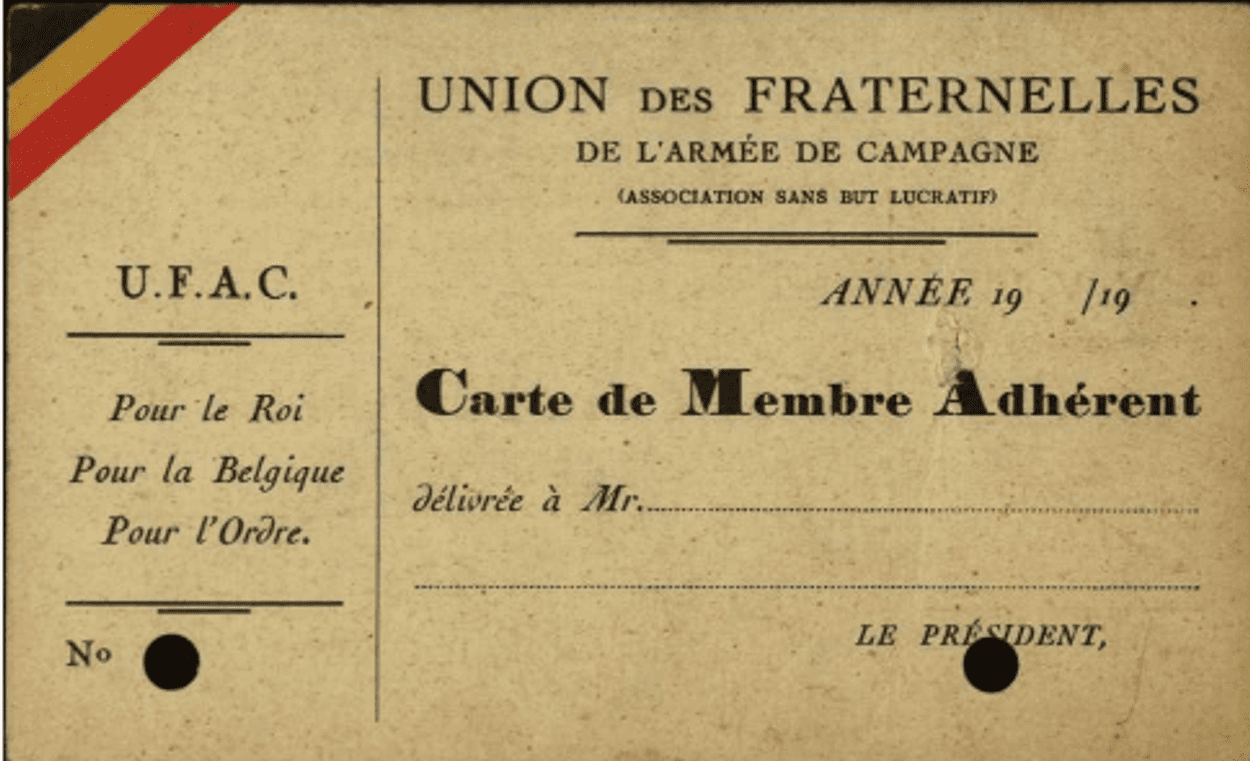 U.F.A.C.
Pour le Roi
Pour la Belgique
Pour l'Ordre.
No
UNION DES FRATERNELLES
DE L'ARMÉE DE CAMPAGNE
(ASSOCIATION SANS BUT LUCRATIF)
ANNÉE 19 /19 .
Carte de Membre Adhérent
délivrée à Mr.
LE PRÉSIDENT,